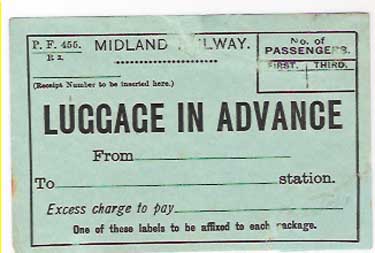 P. F. 455. MIDLAND RAILWAY. No. of
R 2. PASSENGERS.
FIRST. THIRD.
(Receipt Number to be inserted here.)
LUGGAGE IN ADVANCE
From
To station.
Excess charge to pay
One of these labels to be affixed to each package.